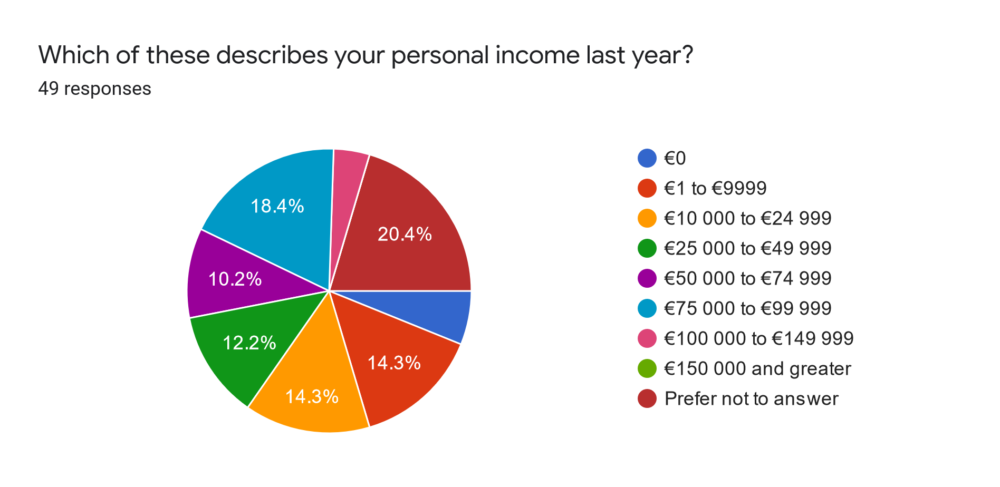 Which of these describes your personal income last year?
49 responses
18.4%
20.4%
10.2%
12.2%
14.3%
14.3%
€0
€1 to €9999
€10 000 to €24 999
€25 000 to €49 999
€50 000 to €74 999
€75 000 to €99 999
€100 000 to €149 999
€150 000 and greater
Prefer not to answer